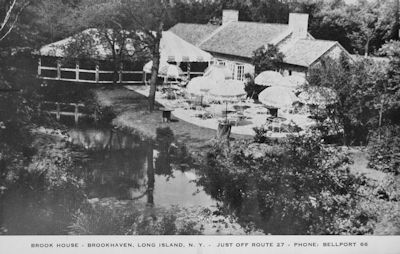 BROOK HOUSE - BROOKHAVEN, LONG ISLAND, N. Y. - JUST OFF ROUTE 27 - PHONE: BELLPORT 66